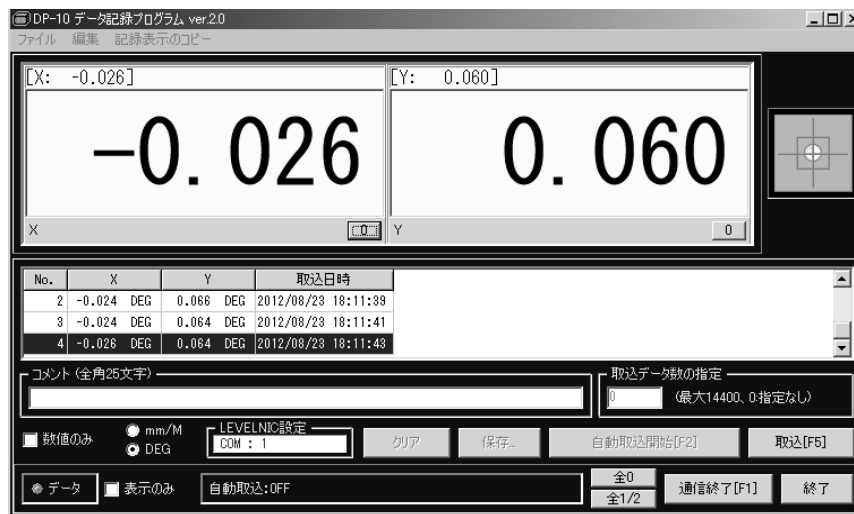 DP-10 データ記録プログラム ver.2.0
ファイル 編集 記録表示のコピー
[X: -0.026] [Y: 0.060]
-0.026 0.060
X 0 Y 0
No. X Y 取込日時
2 -0.024 DEG 0.066 DEG 2012/08/23 18:11:39
3 -0.024 DEG 0.064 DEG 2012/08/23 18:11:41
4 -0.026 DEG 0.064 DEG 2012/08/23 18:11:43
コメント (全角25文字) 取込データ数の指定
0 (最大14400、0:指定なし)
数値のみ mm/M DEG LEVELNIC設定 COM : 1 クリア 保存... 自動取込開始[F2] 取込[F5]
データ 表示のみ 自動取込:OFF 全0 全1/2 通信終了[F1] 終了